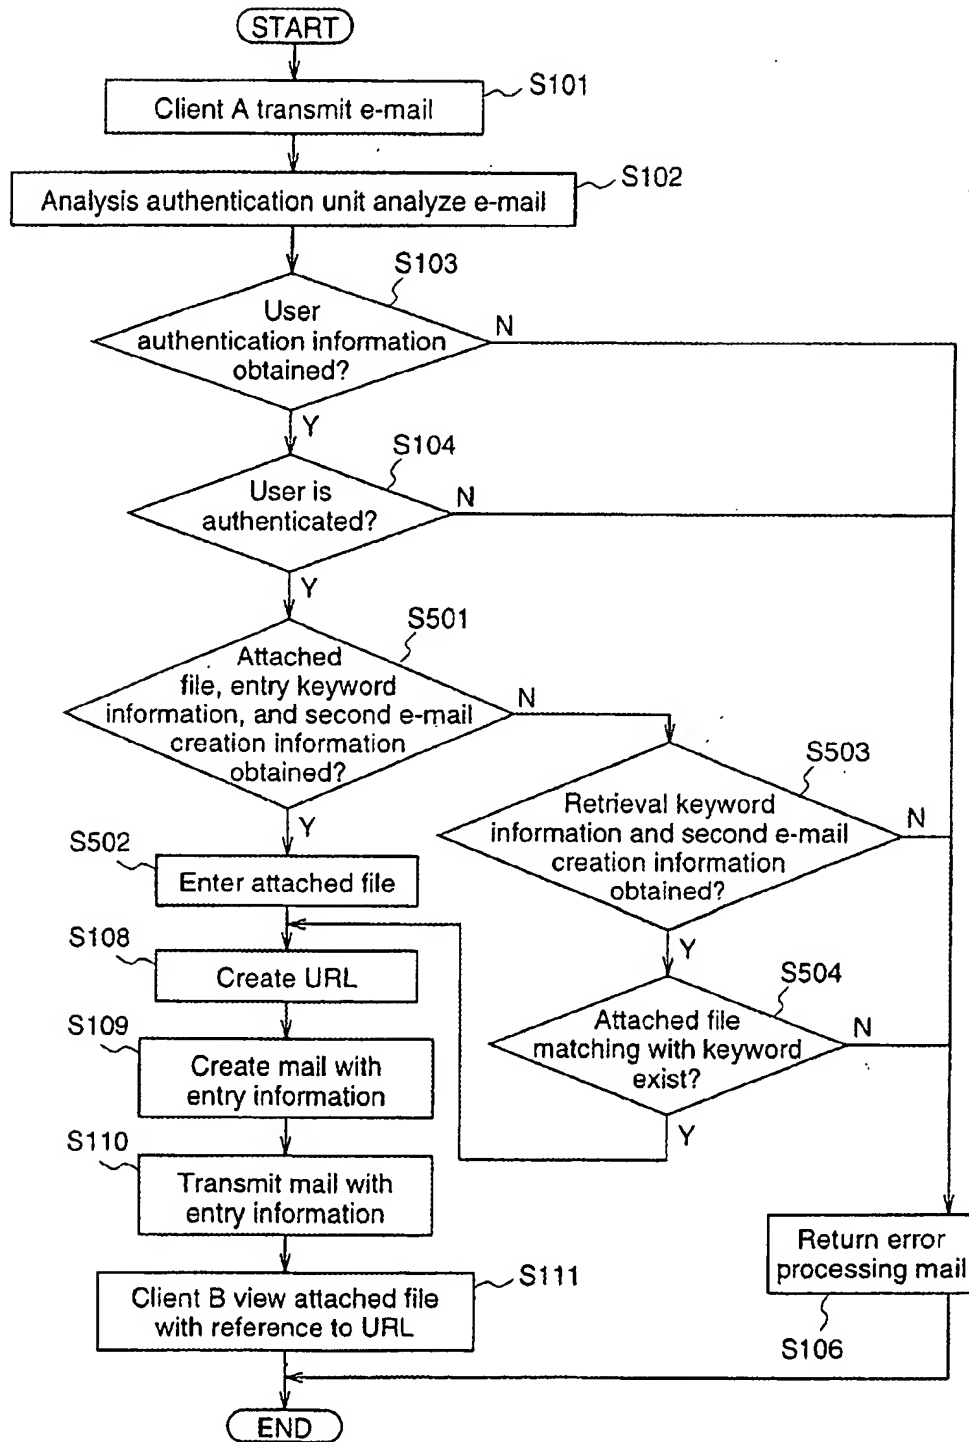 START
S101
Client A transmit e-mail
S102
Analysis authentication unit analyze e-mail
S103
User
authentication information
obtained?
N
Y
S104
User is
authenticated?
N
Y
S501
Attached
file, entry keyword
information, and second e-mail
creation information
obtained?
N
Y
S503
Retrieval keyword
information and second e-mail
creation information
obtained?
N
Y
S502
Enter attached file
S108
Create URL
S504
Attached file
matching with keyword
exist?
N
Y
S109
Create mail with
entry information
S110
Transmit mail with
entry information
Return error
processing mail
S106
S111
Client B view attached file
with reference to URL
END